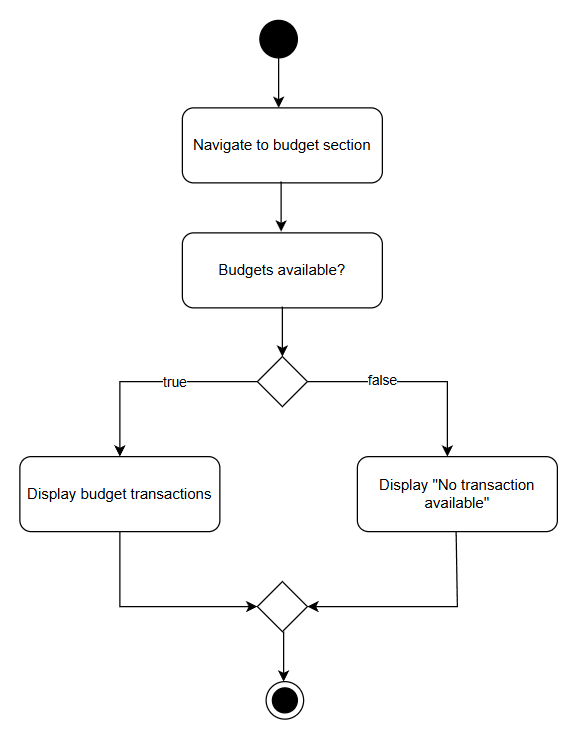 Navigate to budget section
Budgets available?
true
false
Display budget transactions
Display "No transaction
available"